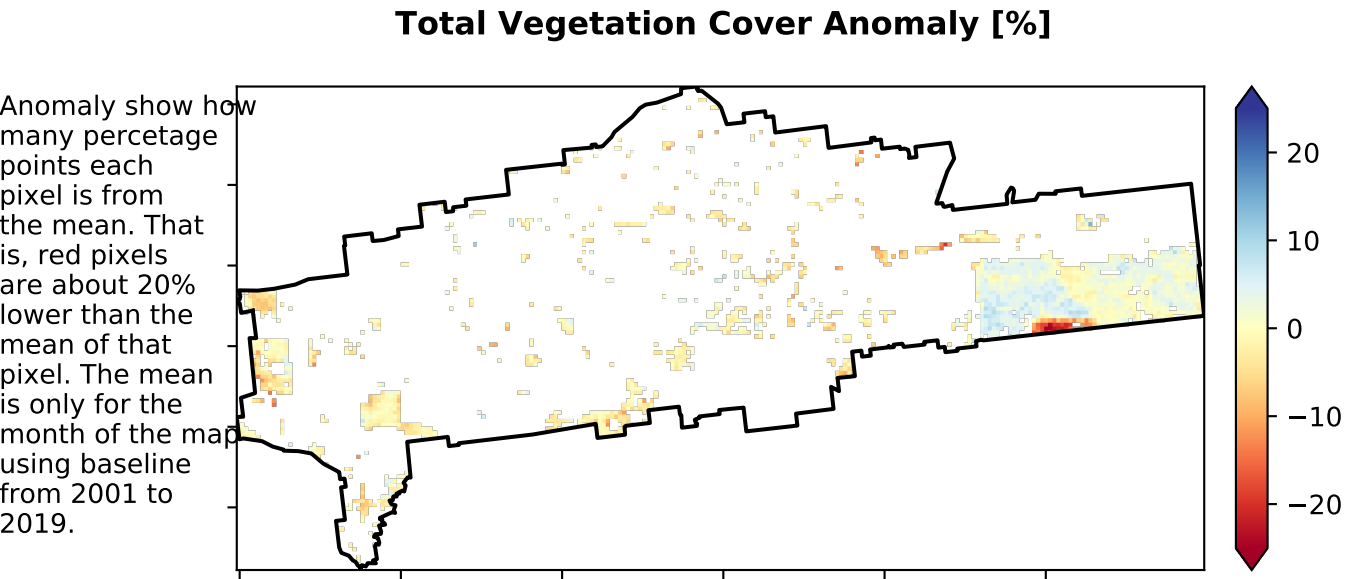 Total Vegetation Cover Anomaly [%]
Anomaly show how
many percetage
points each
pixel is from
the mean. That
is, red pixels
are about 20%
lower than the
mean of that
pixel. The mean
is only for the
month of the map
using baseline
from 2001 to
2019.
20
10
0
−10
−20